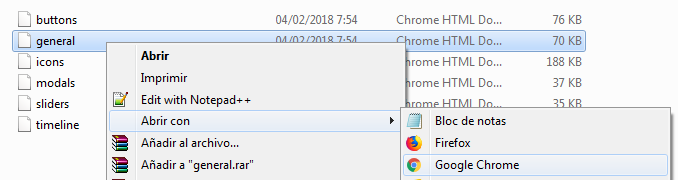 buttons 04/02/2018 7:54 Chrome HTML Do... 76 KB
general 04/02/2018 7:54 Chrome HTML Do... 70 KB
icons Chrome HTML Do... 188 KB
modals Chrome HTML Do... 37 KB
sliders Chrome HTML Do... 35 KB
timeline
Abrir
Imprimir
Edit with Notepad++
Abrir con
Añadir al archivo...
Añadir a "general.rar"
Bloc de notas
Firefox
Google Chrome